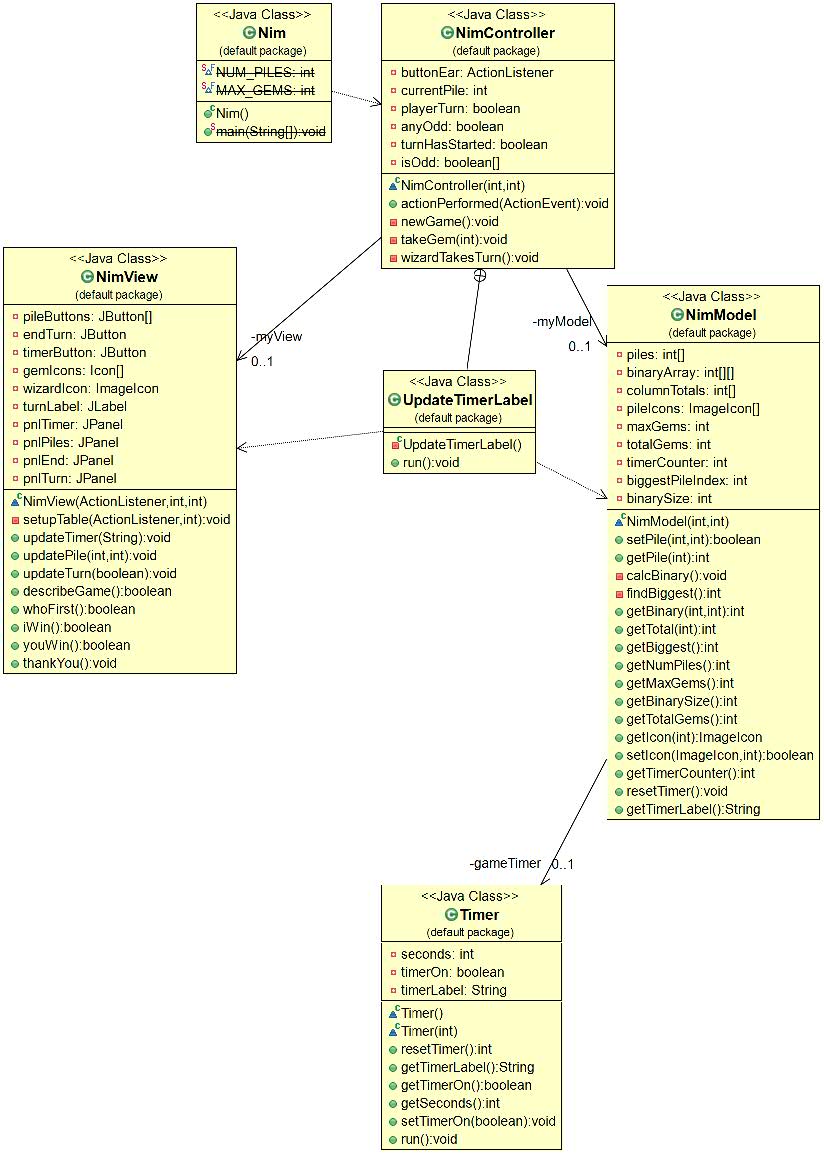 <<Java Class>>
Nim
(default package)
NUM_PILES: int
MAX_GEMS: int
Nim()
main(String[]):void
<<Java Class>>
NimController
(default package)
buttonEar: ActionListener
currentPile: int
playerTurn: boolean
anyOdd: boolean
turnHasStarted: boolean
isOdd: boolean[]
NimController(int,int)
actionPerformed(ActionEvent):void
newGame():void
takeGem(int):void
wizardTakesTurn():void
<<Java Class>>
NimView
(default package)
pileButtons: JButton[]
endTurn: JButton
timerButton: JButton
gemIcons: Icon[]
wizardIcon: ImageIcon
turnLabel: JLabel
pnlTimer: JPanel
pnlPiles: JPanel
pnlEnd: JPanel
pnlTurn: JPanel
NimView(ActionListener,int,int)
setupTable(ActionListener,int):void
updateTimer(String):void
updatePile(int,int):void
updateTurn(boolean):void
describeGame():boolean
whoFirst():boolean
iWin():boolean
youWin():boolean
thankYou():void
-myView
0..1
-myModel
0..1
<<Java Class>>
UpdateTimerLabel
(default package)
UpdateTimerLabel()
run():void
<<Java Class>>
NimModel
(default package)
piles: int[]
binaryArray: int[][]
columnTotals: int[]
pileIcons: ImageIcon[]
maxGems: int
totalGems: int
timerCounter: int
biggestPileIndex: int
binarySize: int
NimModel(int,int)
setPile(int,int):boolean
getPile(int):int
calcBinary():void
findBiggest():int
getBinary(int,int):int
getTotal(int):int
getBiggest():int
getNumPiles():int
getMaxGems():int
getBinarySize():int
getTotalGems():int
getIcon(int):ImageIcon
setIcon(ImageIcon,int):boolean
getTimerCounter():int
resetTimer():void
getTimerLabel():String
-gameTimer
0..1
<<Java Class>>
Timer
(default package)
seconds: int
timerOn: boolean
timerLabel: String
Timer()
Timer(int)
resetTimer():int
getTimerLabel():String
getTimerOn():boolean
getSeconds():int
setTimerOn(boolean):void
run():void